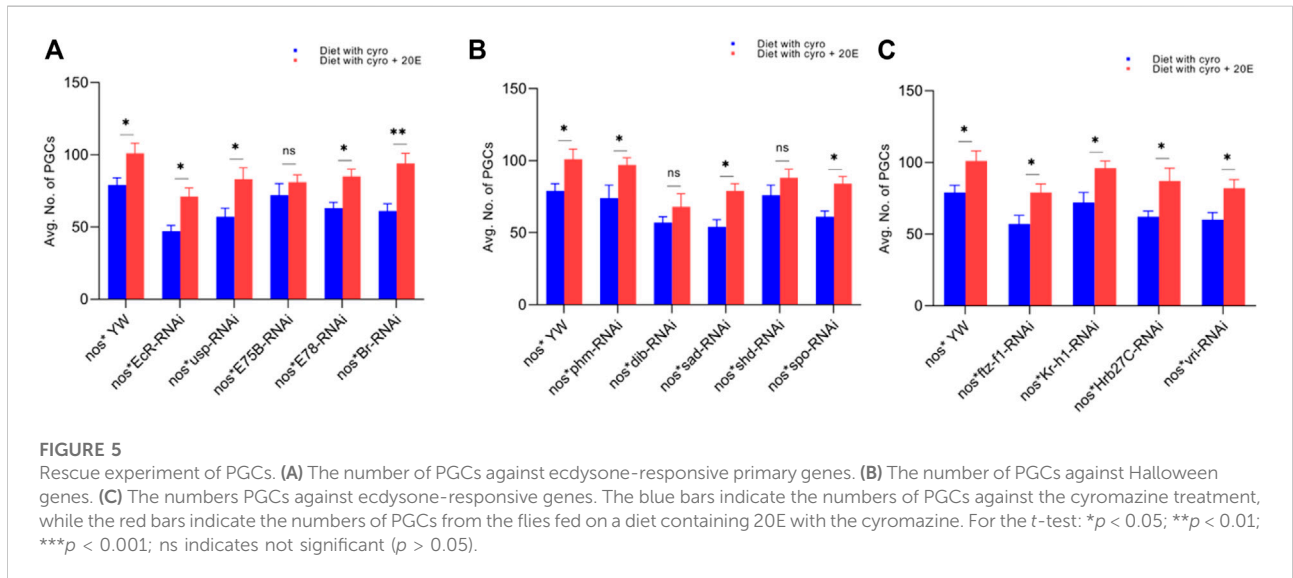 A
Diet with cyro
Diet with cyro + 20E
Avg. No. of PGCs
150
100
50
0
* * * ns * **
nos* YW
nos*EcR-RNAi
nos*usp-RNAi
nos*E75B-RNAi
nos*E78-RNAi
nos*Br-RNAi
B
Diet with cyro
Diet with cyro + 20E
Avg. No. of PGCs
150
100
50
0
* * ns * ns *
nos* YW
nos*phm-RNAi
nos*dib-RNAi
nos*sad-RNAi
nos*shd-RNAi
nos*spo-RNAi
C
Diet with cyro
Diet with cyro + 20E
Avg. No. of PGCs
150
100
50
0
* * * * *
nos* YW
nos*ftz-f1-RNAi
nos*Kr-h1-RNAi
nos*Hrb27C-RNAi
nos*vri-RNAi
FIGURE 5
Rescue experiment of PGCs. (A) The number of PGCs against ecdysone-responsive primary genes. (B) The number of PGCs against Halloween
genes. (C) The numbers PGCs against ecdysone-responsive genes. The blue bars indicate the numbers of PGCs against the cyromazine treatment,
while the red bars indicate the numbers of PGCs from the flies fed on a diet containing 20E with the cyromazine. For the t-test: *p < 0.05; **p < 0.01;
***p < 0.001; ns indicates not significant (p > 0.05).